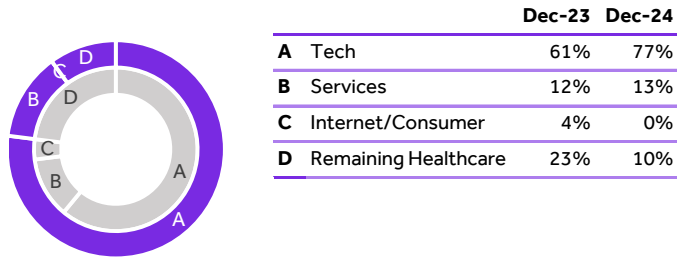 Dec-23 Dec-24
A Tech 61% 77%
B Services 12% 13%
C Internet/Consumer 4% 0%
D Remaining Healthcare 23% 10%
D
C
B
D
C
B
A
A